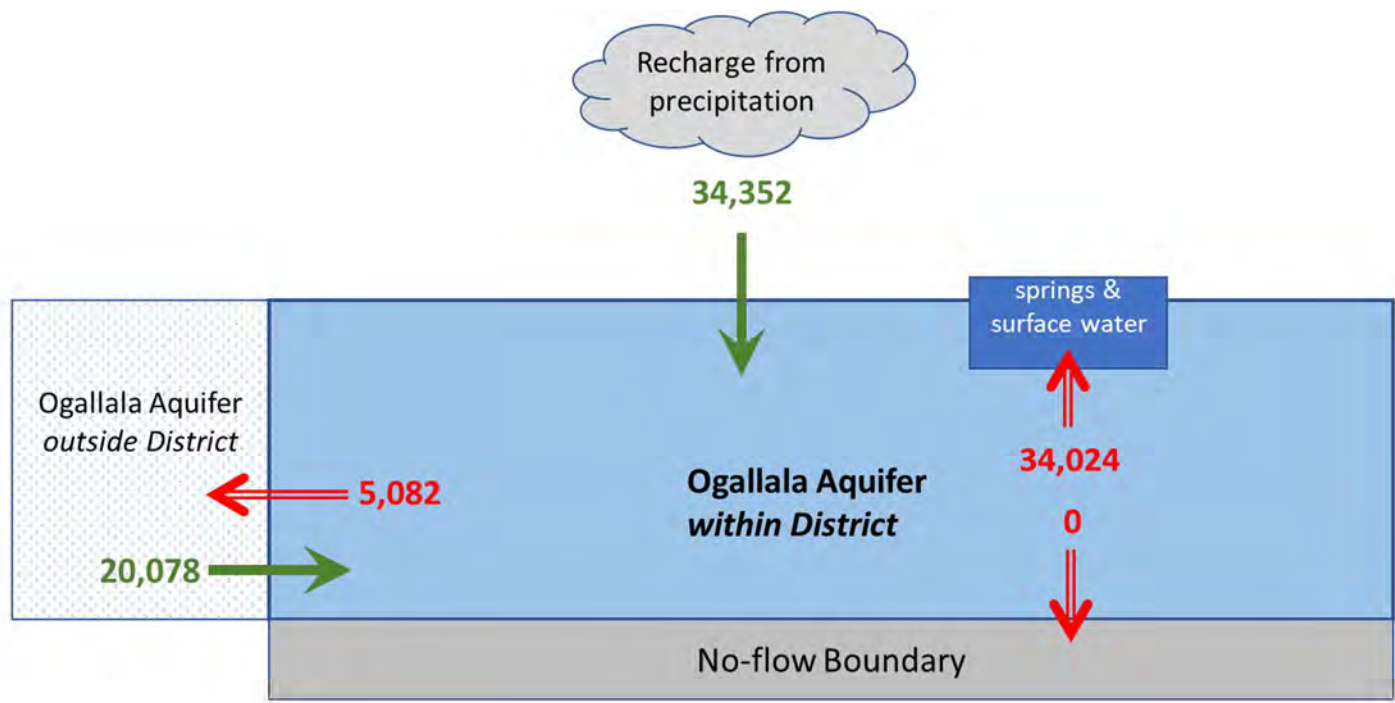 Recharge from
precipitation
34,352
springs &
surface water
Ogallala Aquifer
outside District
34,024
5,082
Ogallala Aquifer
within District
0
20,078
No-flow Boundary